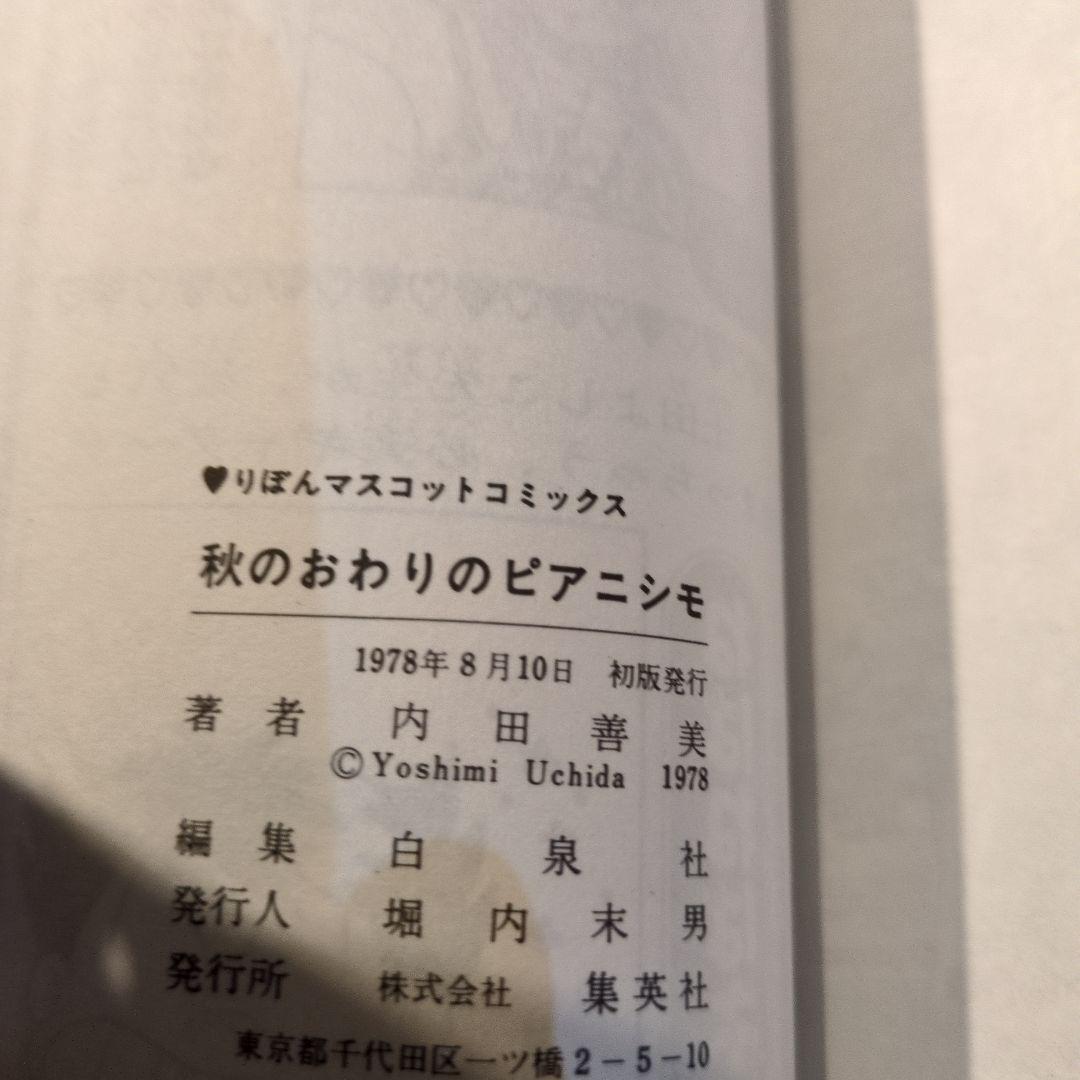 ♥りぼんマスコットコミックス
秋のおわりのピアニシモ
1978年8月10日 初版発行
著者 内田善美
©Yoshimi Uchida 1978
編集 白泉社
発行人 堀内末男
発行所 株式会社 集英社
東京都千代田区一ツ橋2-5-10